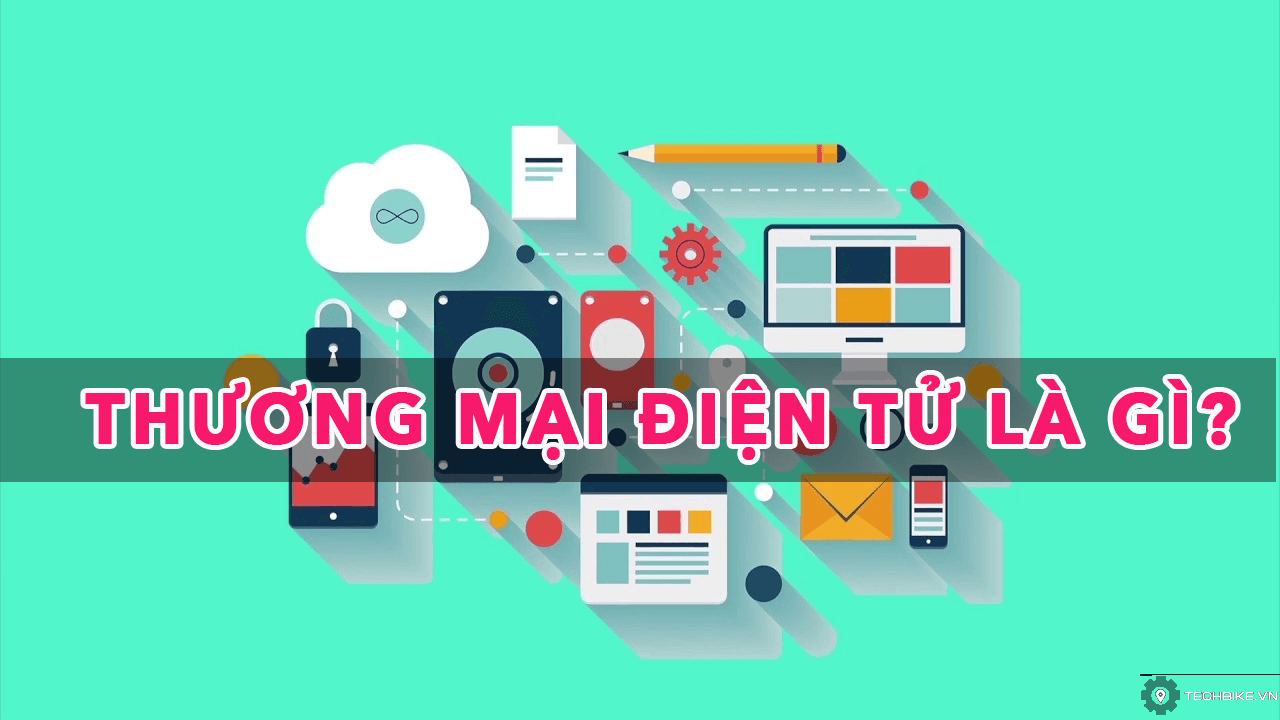 THƯƠNG MẠI ĐIỆN TỬ LÀ GÌ?
TECHBIKE.VN